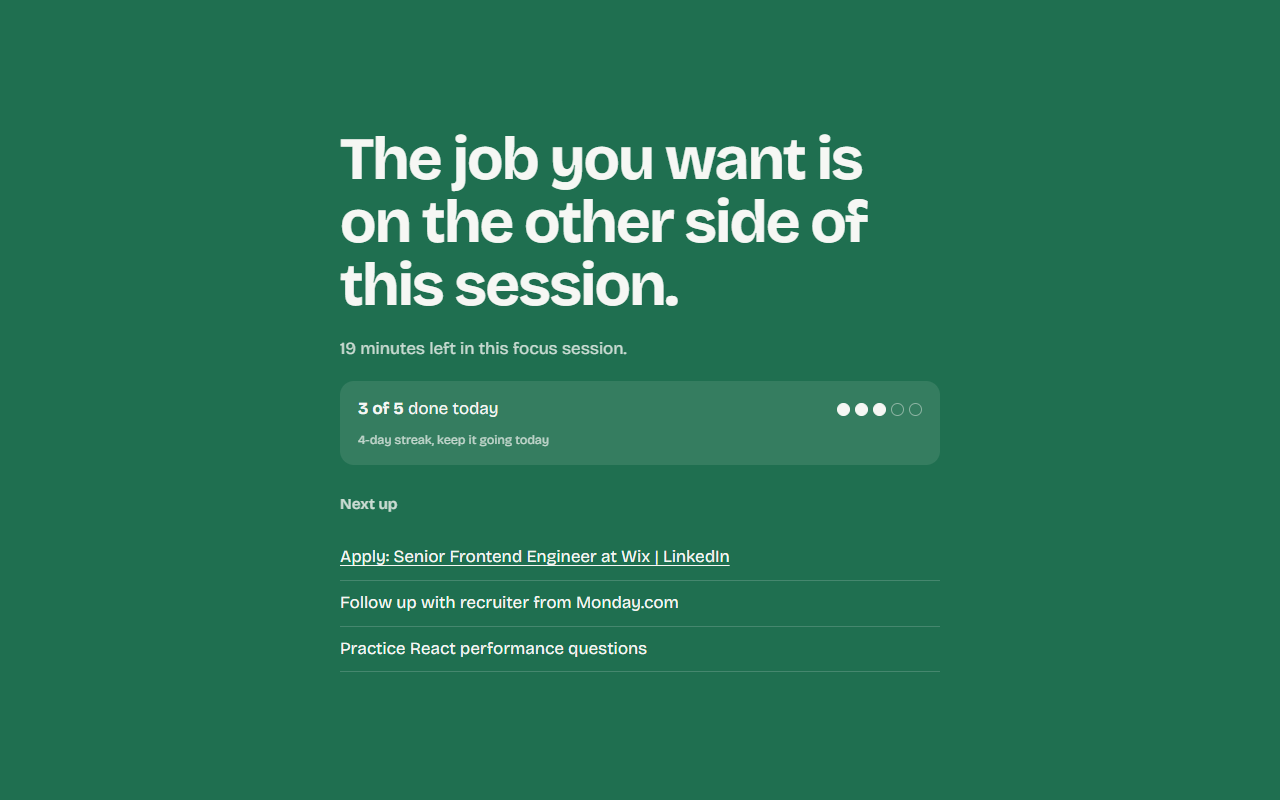 The job you want is
on the other side of
this session.
19 minutes left in this focus session.
3 of 5 done today
4-day streak, keep it going today
Next up
Apply: Senior Frontend Engineer at Wix | LinkedIn
Follow up with recruiter from Monday.com
Practice React performance questions